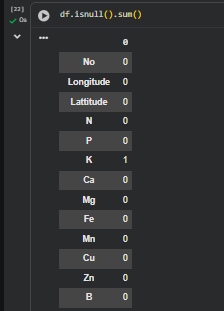 [22]
0s
df.isnull().sum()
0
No 0
Longitude 0
Lattitude 0
N 0
P 0
K 1
Ca 0
Mg 0
Fe 0
Mn 0
Cu 0
Zn 0
B 0